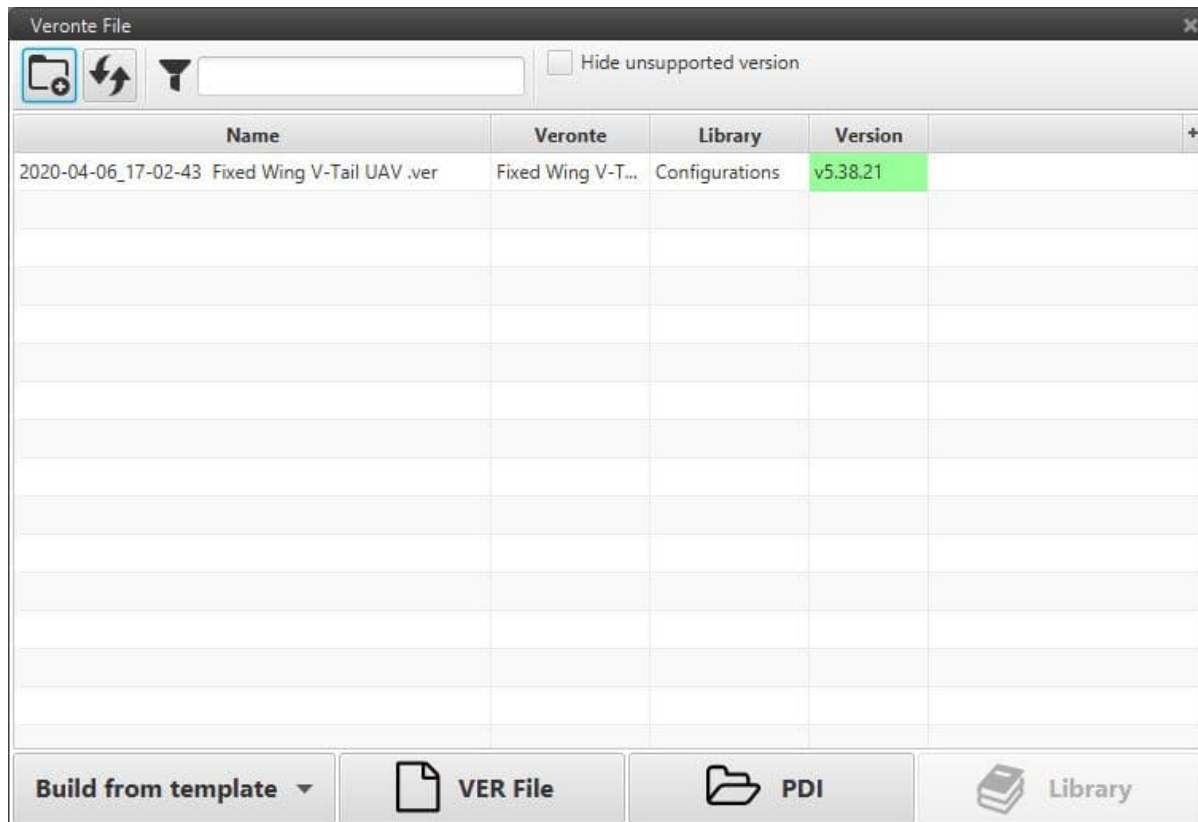 Veronte File
Hide unsupported version
Name Veronte Library Version
2020-04-06_17-02-43 Fixed Wing V-Tail UAV .ver Fixed Wing V-T... Configurations v5.38.21
Build from template VER File PDI Library